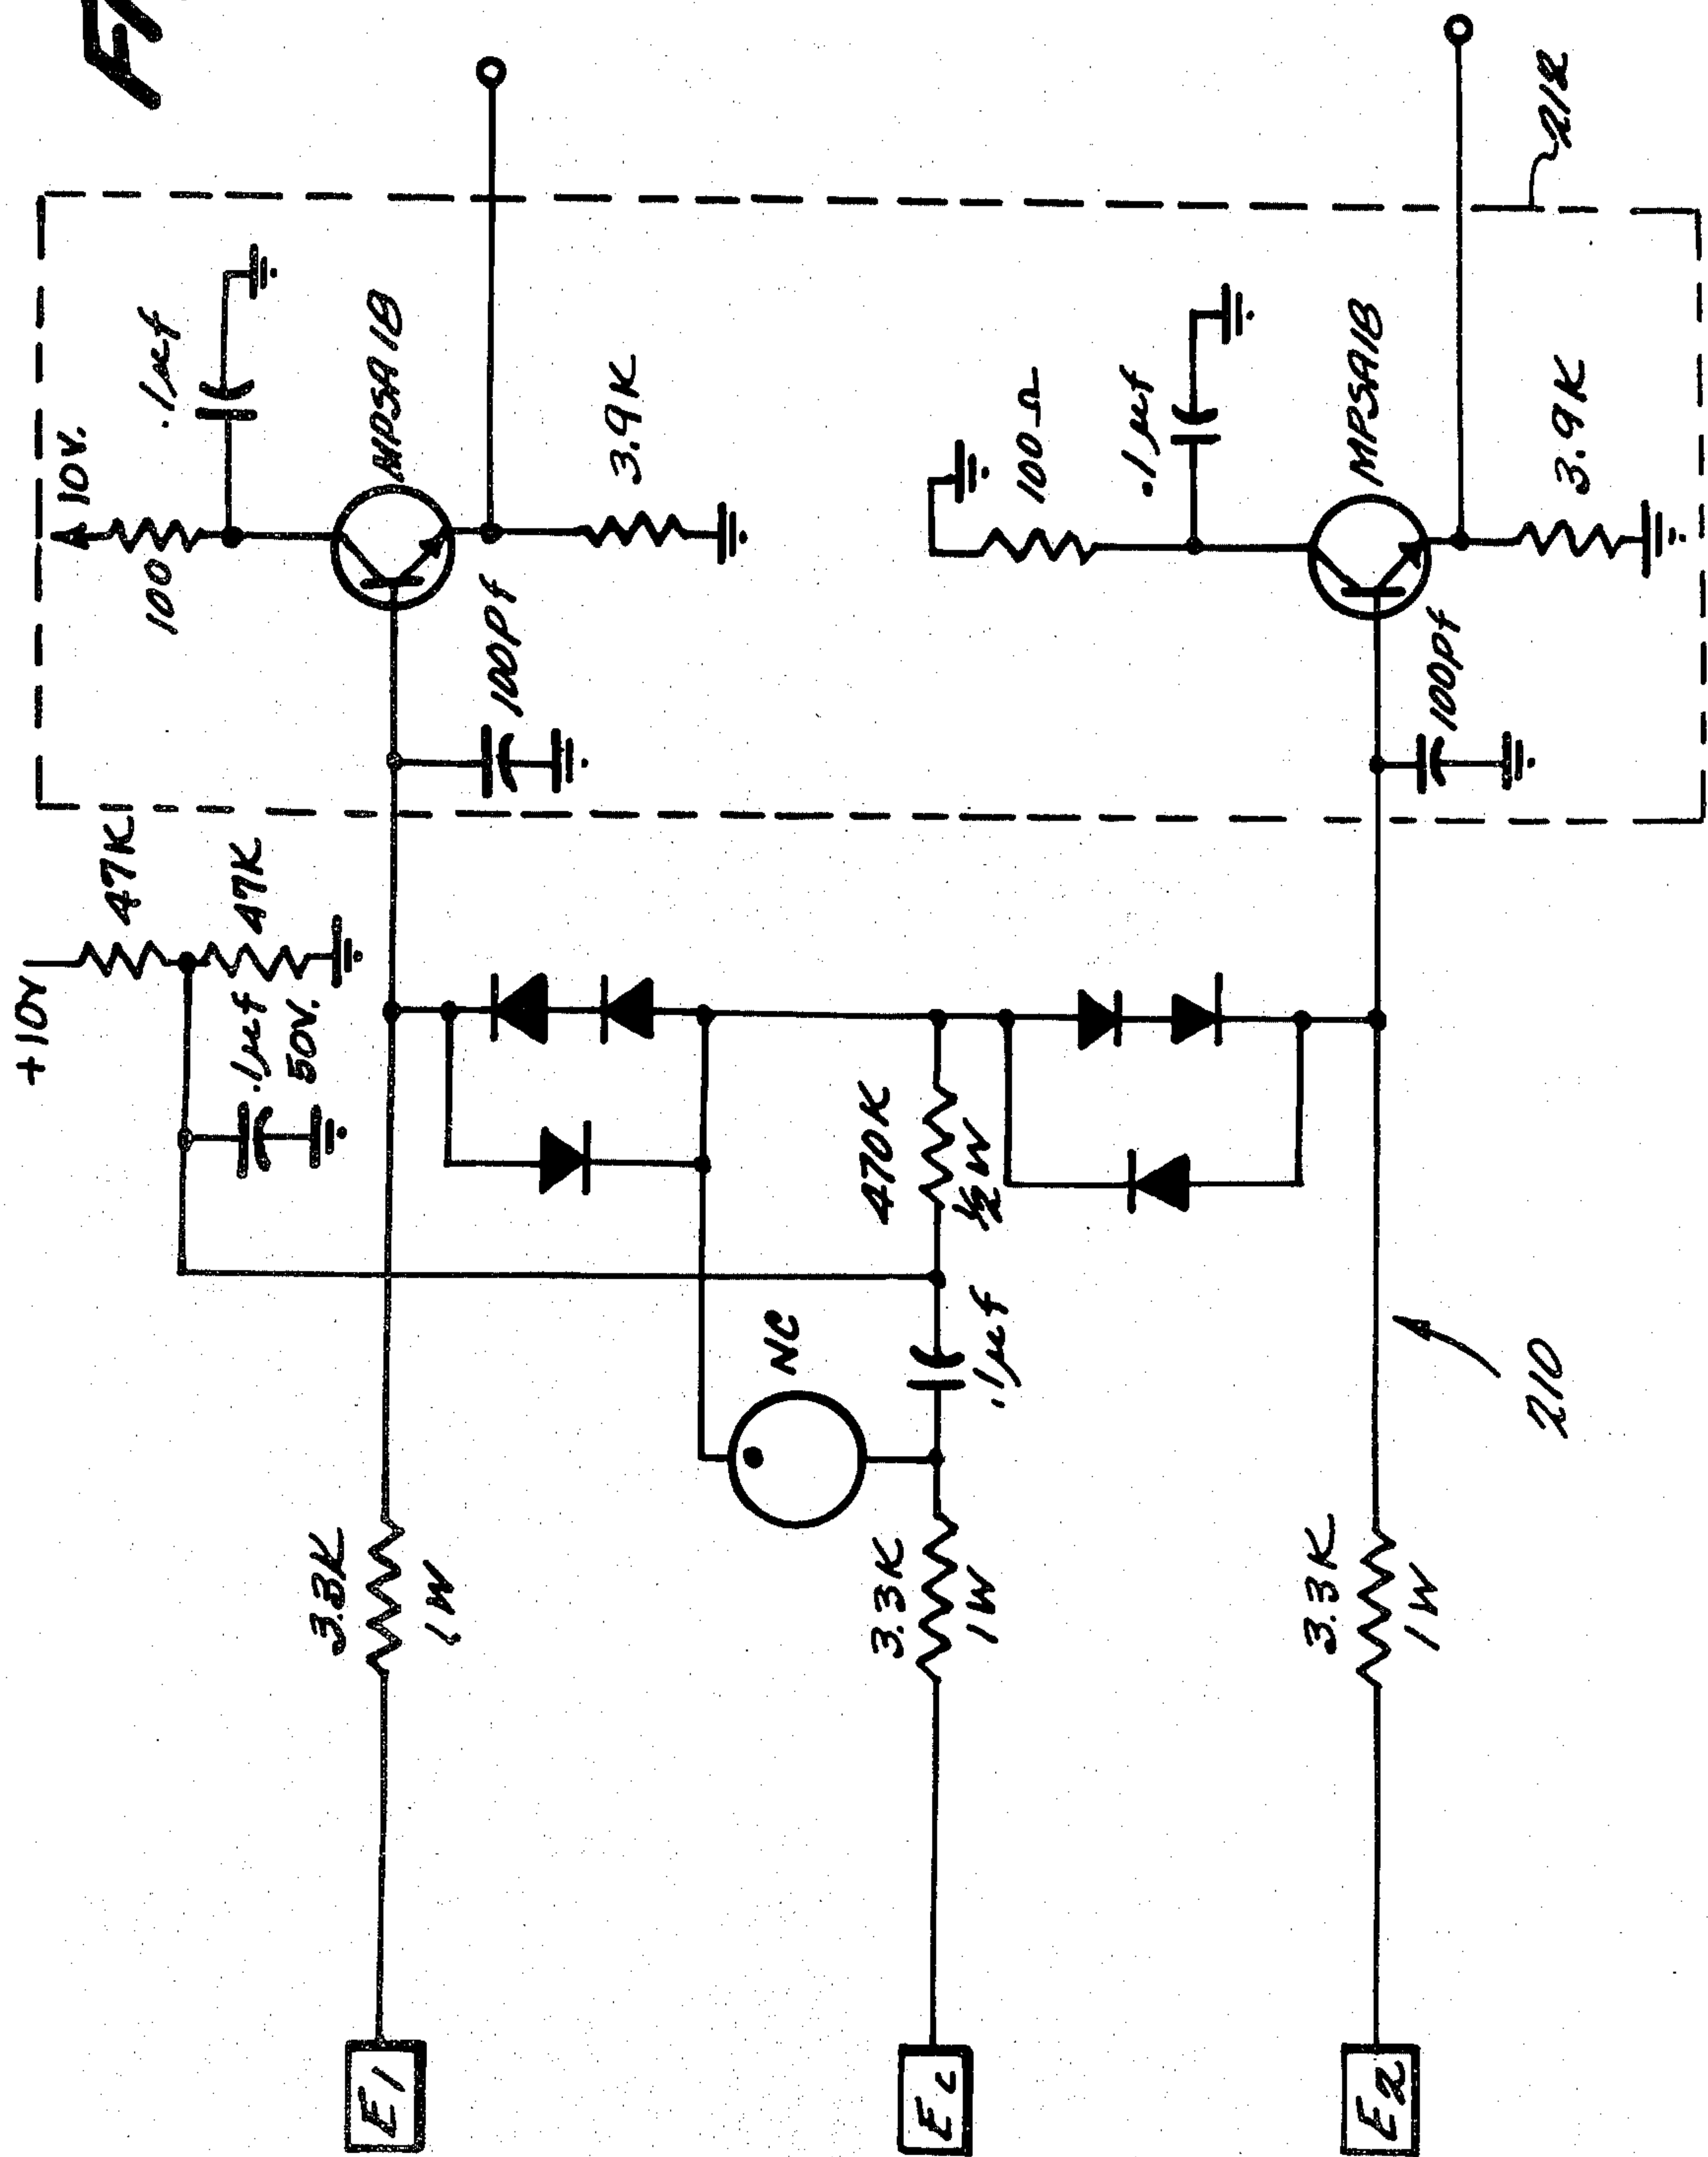 10V.
100
.1μf
MPSA18
3.9K
100pf
+10V
47K
47K
.1μf
50V.
3.3K
1W
NC
470K
½W
.1μf
3.3K
1W
100Ω
.1μf
MPSA18
3.9K
100pf
3.3K
1W
E1
Ec
E2
210
212